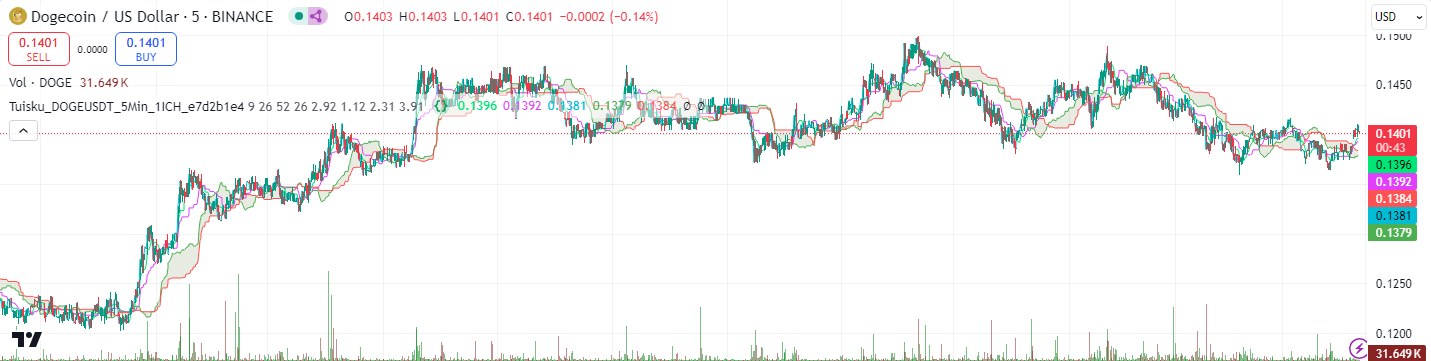 Dogecoin / US Dollar · 5 · BINANCE O0.1403 H0.1403 L0.1401 C0.1401 −0.0002 (−0.14%)
USD
0.1401
SELL
0.0000
0.1401
BUY
Vol · DOGE 31.649 K
Tuisku_DOGEUSDT_5Min_1ICH_e7d2b1e4 9 26 52 26 2.92 1.12 2.31 3.91 {} 0.1396 0.1392 0.1381 0.1379 0.1384 Ø Ø
0.1500
0.1450
0.1401
00:43
0.1396
0.1392
0.1384
0.1381
0.1379
0.1250
0.1200
31.649 K